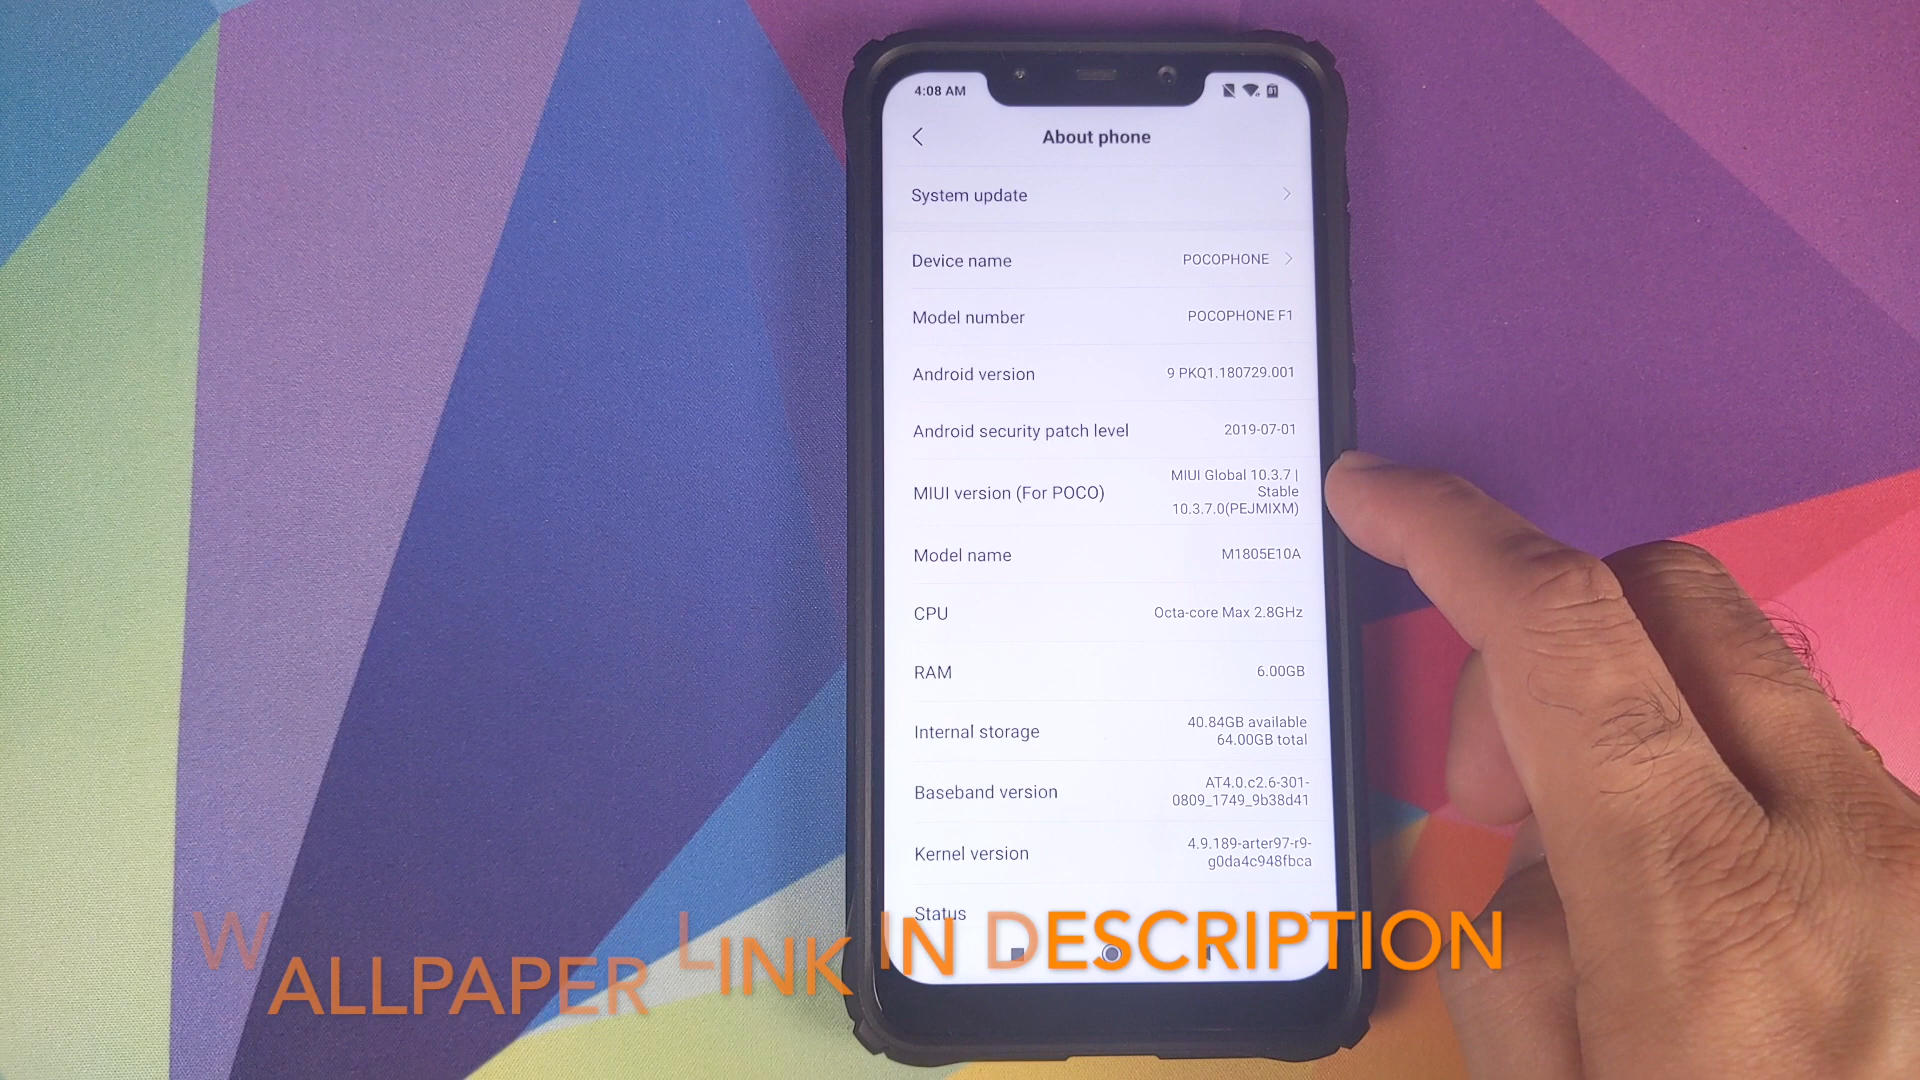 4:08 AM
About phone
System update
Device name POCOPHONE
Model number POCOPHONE F1
Android version 9 PKQ1.180729.001
Android security patch level 2019-07-01
MIUI version (For POCO) MIUI Global 10.3.7 |
Stable
10.3.7.0(PEJMIXM)
Model name M1805E10A
CPU Octa-core Max 2.8GHz
RAM 6.00GB
Internal storage 40.84GB available
64.00GB total
Baseband version AT4.0.c2.6-301-
0809_1749_9b38d41
Kernel version 4.9.189-arter97-r9-
g0da4c948fbca
Status
WALLPAPER LINK IN DESCRIPTION